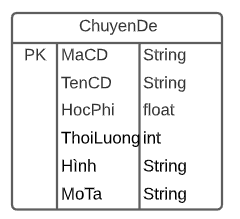 ChuyenDe
PK MaCD String
TenCD String
HocPhi float
ThoiLuong int
Hình String
MoTa String